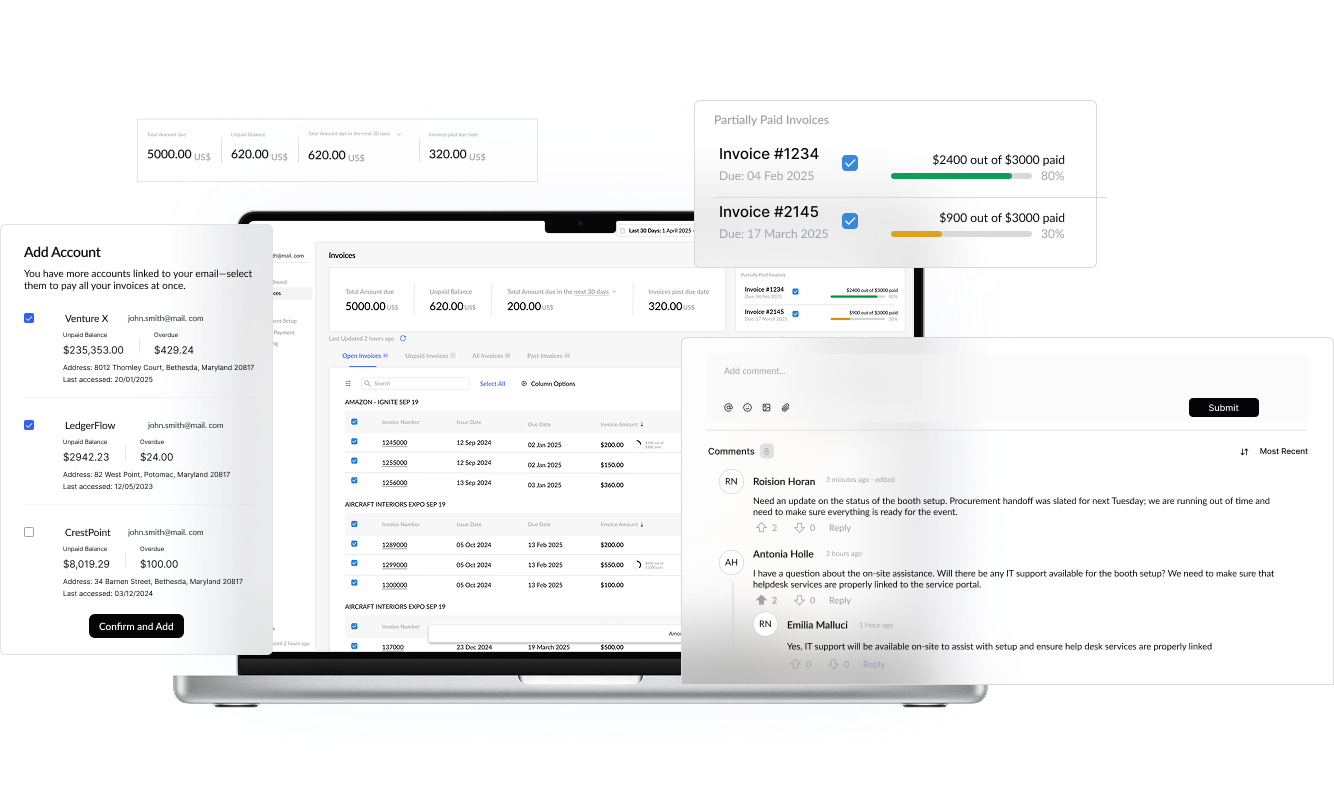 Total Amount due
Unpaid Balance
Total Amount due in the next 30 days
Invoices past due date
5000.00 US$
620.00 US$
620.00 US$
320.00 US$
Partially Paid Invoices
Invoice #1234
$2400 out of $3000 paid
Due: 04 Feb 2025
80%
Invoice #2145
$900 out of $3000 paid
Due: 17 March 2025
30%
Add Account
You have more accounts linked to your email—select
them to pay all your invoices at once.
Venture X
john.smith@mail. com
Unpaid Balance
Overdue
$235,353.00
$429.24
Address: 8012 Thornley Court, Bethesda, Maryland 20817
Last accessed: 20/01/2025
LedgerFlow
john.smith@mail. com
Unpaid Balance
Overdue
$2942.23
$24.00
Address: 82 West Point, Potomac, Maryland 20817
Last accessed: 12/05/2023
CrestPoint
john.smith@mail. com
Unpaid Balance
Overdue
$8,019.29
$100.00
Address: 34 Barnen Street, Bethesda, Maryland 20817
Last accessed: 03/12/2024
Confirm and Add
Last 30 Days: 1 April 2025
th@mail. com
board
ces
ent Setup
Payment
ated 2 hours ago
Invoices
Total Amount due
Unpaid Balance
Total Amount due in the next 30 days
Invoices past due date
5000.00 US$
620.00 US$
200.00 US$
320.00 US$
Partially Paid Invoices
Invoice #1234
$2400 out of $3000 paid
Due: 04 Feb 2025
80%
Invoice #2145
$900 out of $3000 paid
Due: 17 March 2025
30%
Last Updated 2 hours ago
Open Invoices
Unpaid Invoices
All Invoices
Past Invoices
Search
Select All
Column Options
AMAZON - IGNITE SEP 19
Invoice Number
Issue Date
Due Date
Invoice Amount
1245000
12 Sep 2024
02 Jan 2025
$200.00
1255000
12 Sep 2024
02 Jan 2025
$150.00
1256000
13 Sep 2024
03 Jan 2025
$360.00
AIRCRAFT INTERIORS EXPO SEP 19
Invoice Number
Issue Date
Due Date
Invoice Amount
1289000
05 Oct 2024
13 Feb 2025
$200.00
1299000
05 Oct 2024
13 Feb 2025
$550.00
1300000
05 Oct 2024
13 Feb 2025
$100.00
AIRCRAFT INTERIORS EXPO SEP 19
Invoice Number
Amou
137000
23 Dec 2024
19 March 2025
$500.00
Add comment...
Submit
Comments 8
Most Recent
RN
Roision Horan
3 minutes ago - edited
Need an update on the status of the booth setup. Procurement handoff was slated for next Tuesday; we are running out of time and
need to make sure everything is ready for the event.
2
0
Reply
AH
Antonia Holle
2 hours ago
I have a question about the on-site assistance. Will there be any IT support available for the booth setup? We need to make sure that
helpdesk services are properly linked to the service portal.
2
0
Reply
RN
Emilia Malluci
1 Hour ago
Yes, IT support will be available on-site to assist with setup and ensure help desk services are properly linked
0
0
Reply